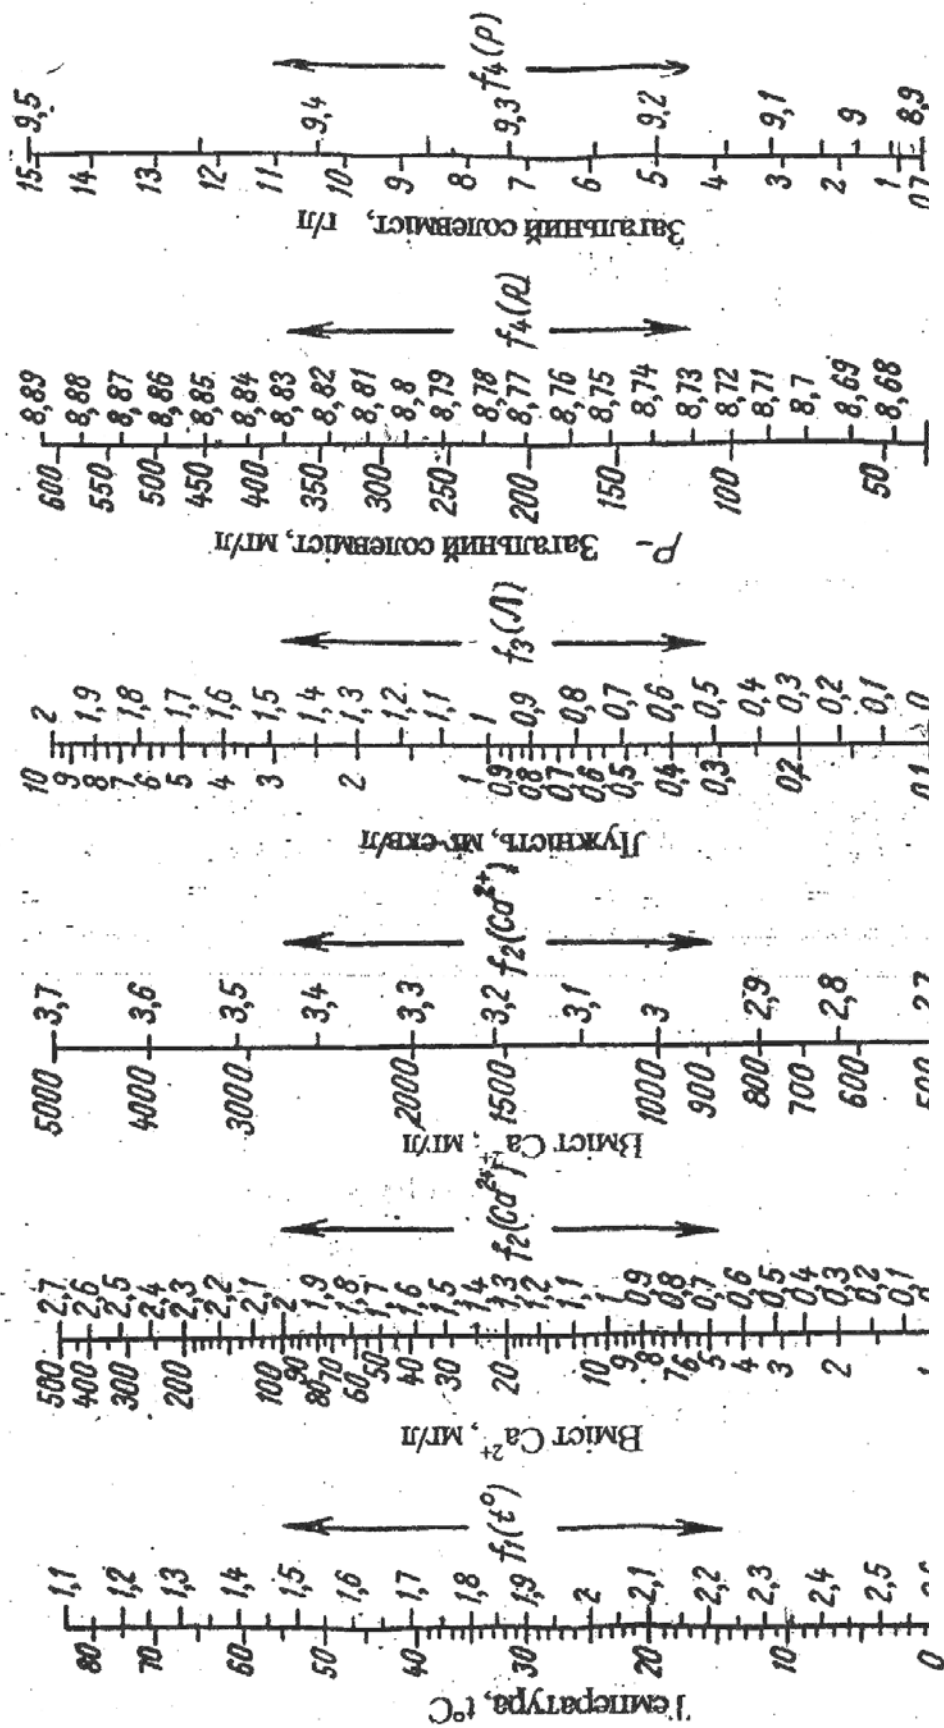 Температура, t°C
80 70 60 50 40 30 20 10 0
1,1 1,2 1,3 1,4 1,5 1,6 1,7 1,8 1,9 2 2,1 2,2 2,3 2,4 2,5
f₁(t°)
Вміст Ca²⁺, мг/л
500 400 300 200 100 90 80 70 60 50 40 30 20 10 9 8 7 6 5 4 3 2
2,7 2,6 2,5 2,4 2,3 2,2 2,1 2 1,9 1,8 1,7 1,6 1,5 1,4 1,3 1,2 1,1 1 0,9 0,8 0,7 0,6 0,5 0,4 0,3 0,2 0,1
f₂(Ca²⁺)
Вміст Ca²⁺, мг/л
5000 4000 3000 2000 1500 1000 900 800 700 600 500
3,7 3,6 3,5 3,4 3,3 3,2 3,1 3 2,9 2,8 2,7
f₂(Ca²⁺)
Лужність, мг-екв/л
10 9 8 7 6 5 4 3 2 1 0,9 0,8 0,7 0,6 0,5 0,4 0,3 0,2 0,1
2 1,9 1,8 1,7 1,6 1,5 1,4 1,3 1,2 1,1 1 0,9 0,8 0,7 0,6 0,5 0,4 0,3 0,2 0,1 0
f₃(Л)
P - Загальний солевміст, мг/л
600 550 500 450 400 350 300 250 200 150 100 50
8,89 8,88 8,87 8,86 8,85 8,84 8,83 8,82 8,81 8,8 8,79 8,78 8,77 8,76 8,75 8,74 8,73 8,72 8,71 8,7 8,69 8,68
f₄(P)
Загальний солевміст, г/л
15 14 13 12 11 10 9 8 7 6 5 4 3 2 1 0,7
9,5 9,4 9,3 9,2 9,1 9 8,9
f₄(P)